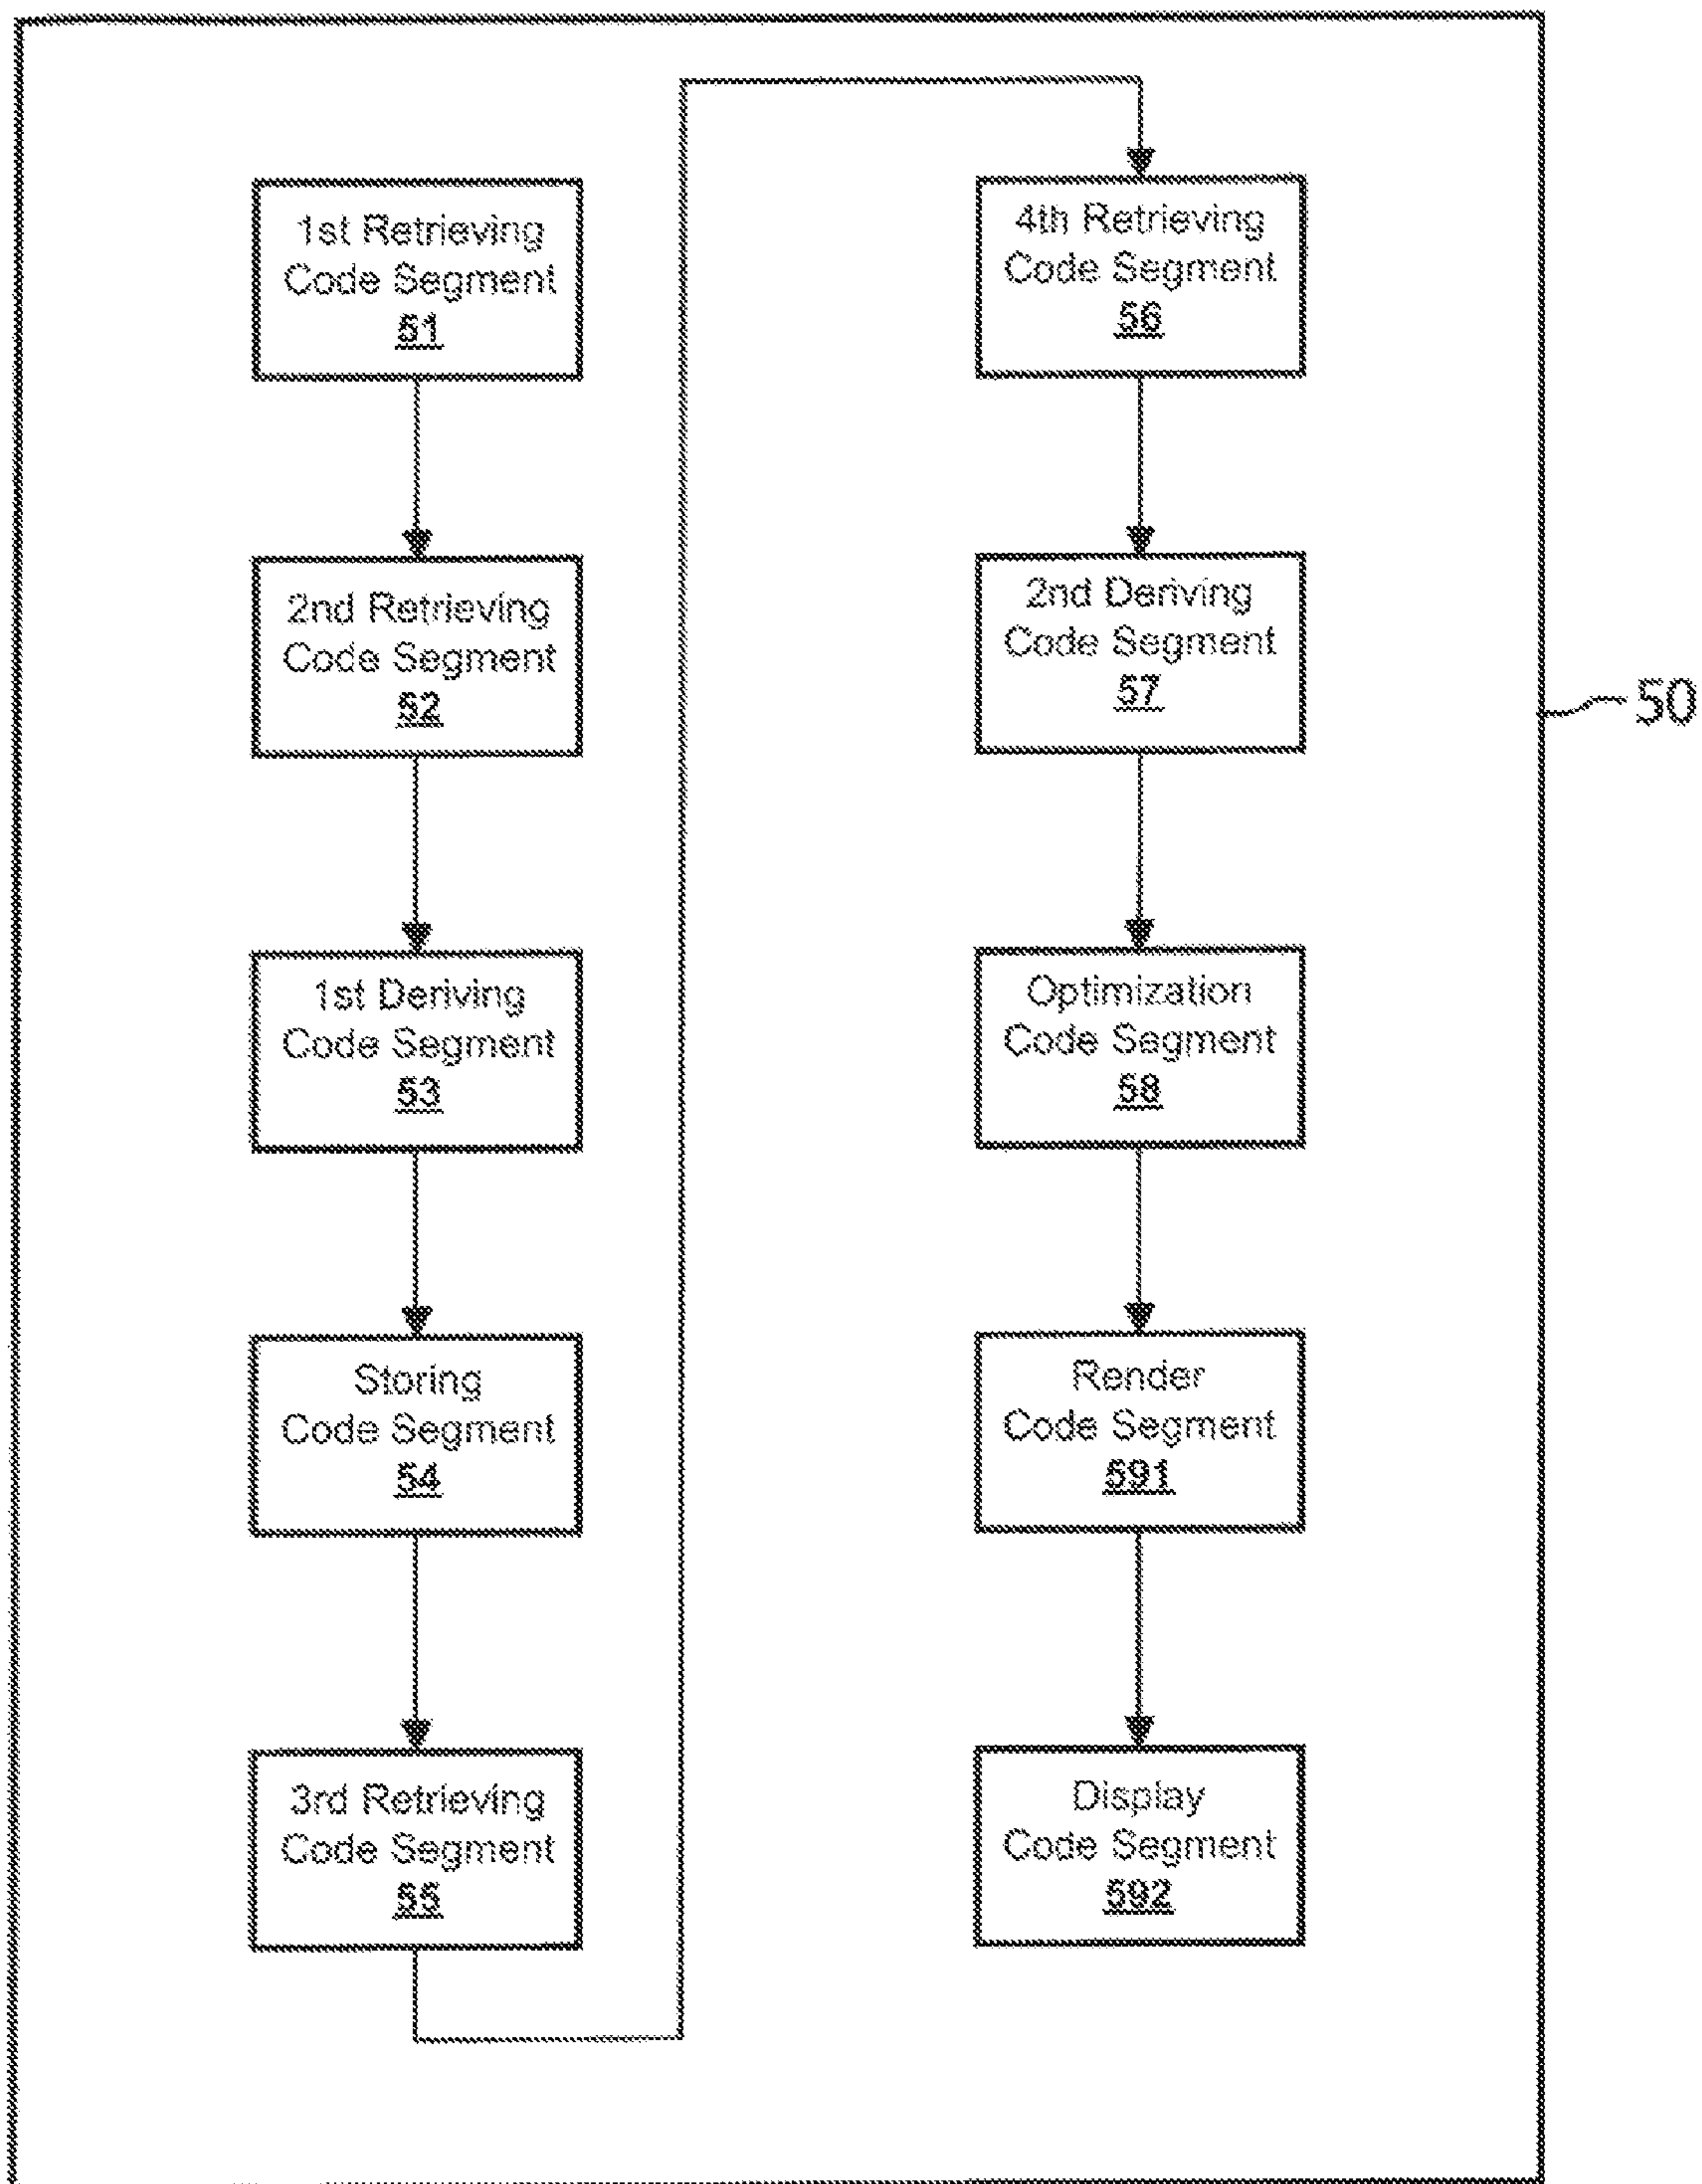 1st Retrieving
Code Segment
51
2nd Retrieving
Code Segment
52
1st Deriving
Code Segment
53
Storing
Code Segment
54
3rd Retrieving
Code Segment
55
4th Retrieving
Code Segment
56
2nd Deriving
Code Segment
57
Optimization
Code Segment
58
Render
Code Segment
591
Display
Code Segment
592
50